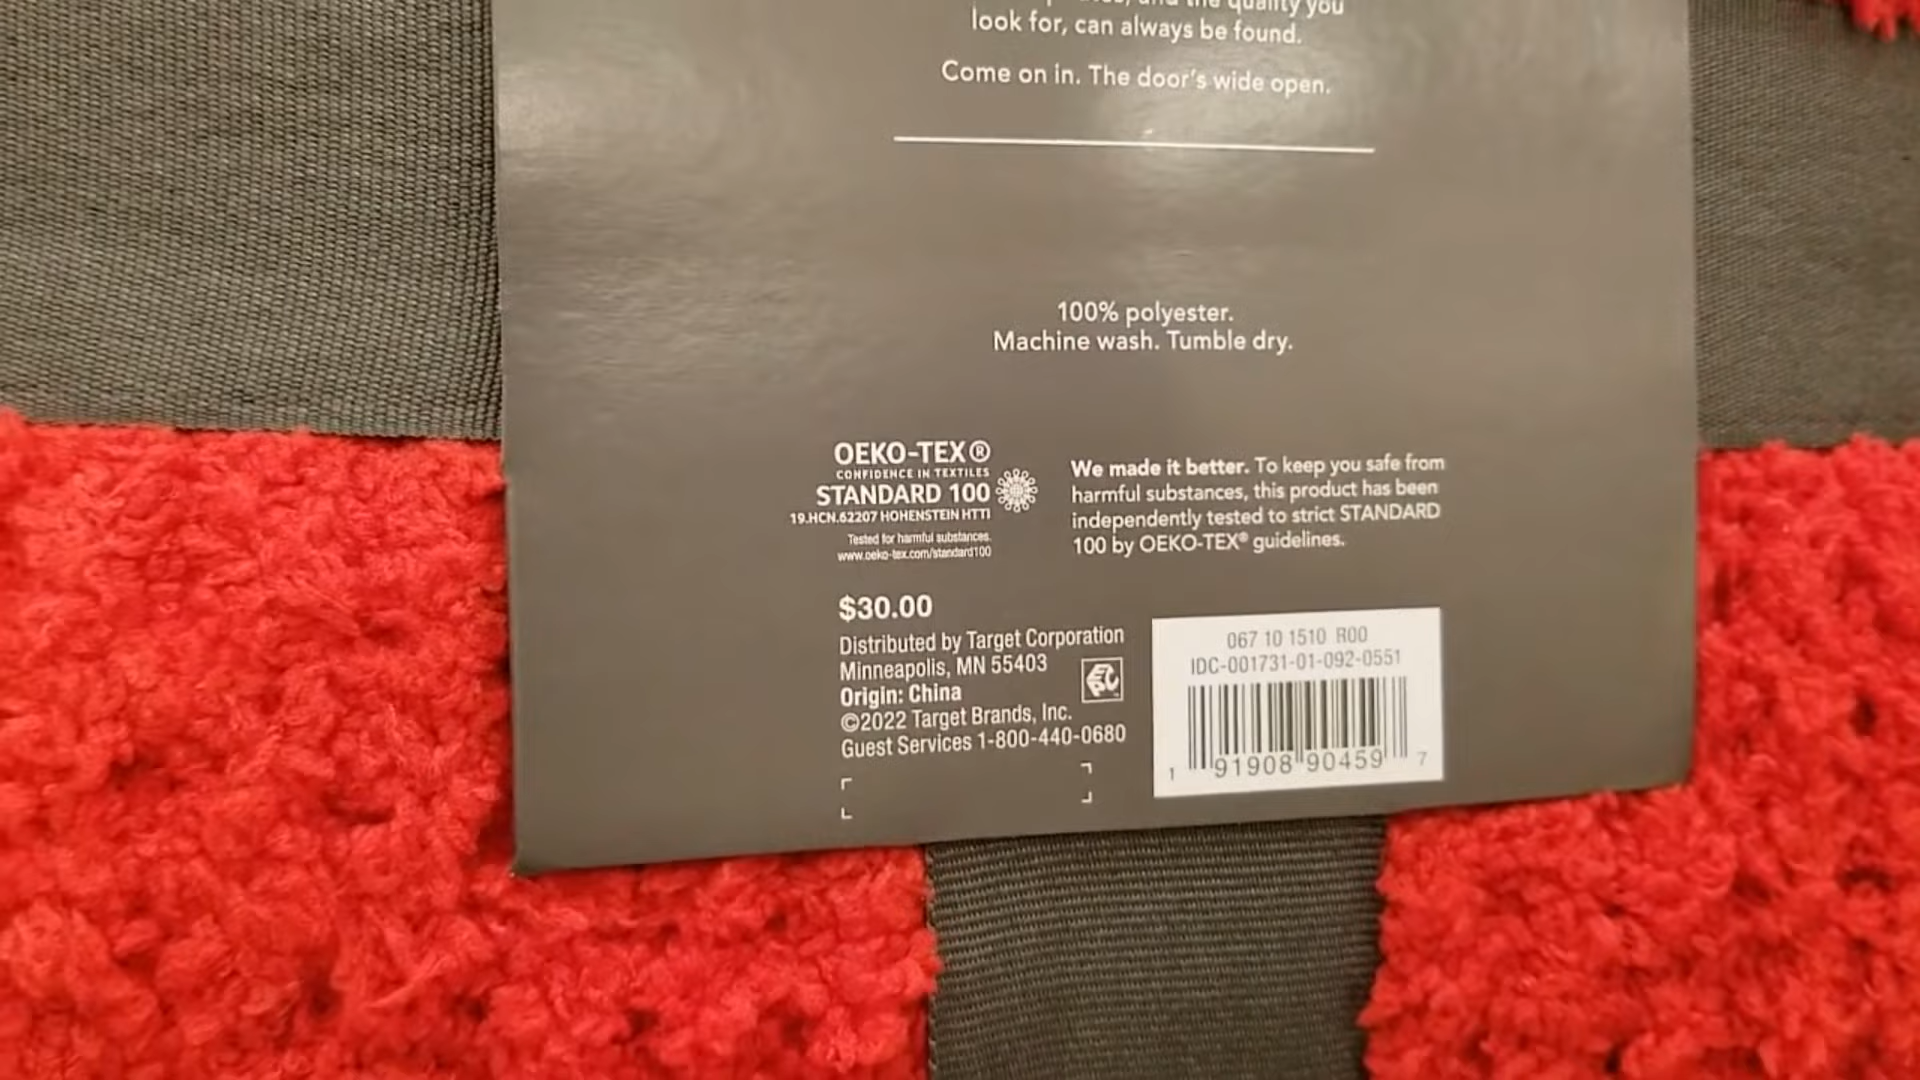 and the quality you
look for, can always be found.
Come on in. The door's wide open.
100% polyester.
Machine wash. Tumble dry.
OEKO-TEX®
CONFIDENCE IN TEXTILES
STANDARD 100
19.HCN.62207 HOHENSTEIN HTTI
Tested for harmful substances.
www.oeko-tex.com/standard100
We made it better. To keep you safe from
harmful substances, this product has been
independently tested to strict STANDARD
100 by OEKO-TEX® guidelines.
$30.00
Distributed by Target Corporation
Minneapolis, MN 55403
Origin: China
©2022 Target Brands, Inc.
Guest Services 1-800-440-0680
067 10 1510 R00
IDC-001731-01-092-0551
1 91908 90459 7